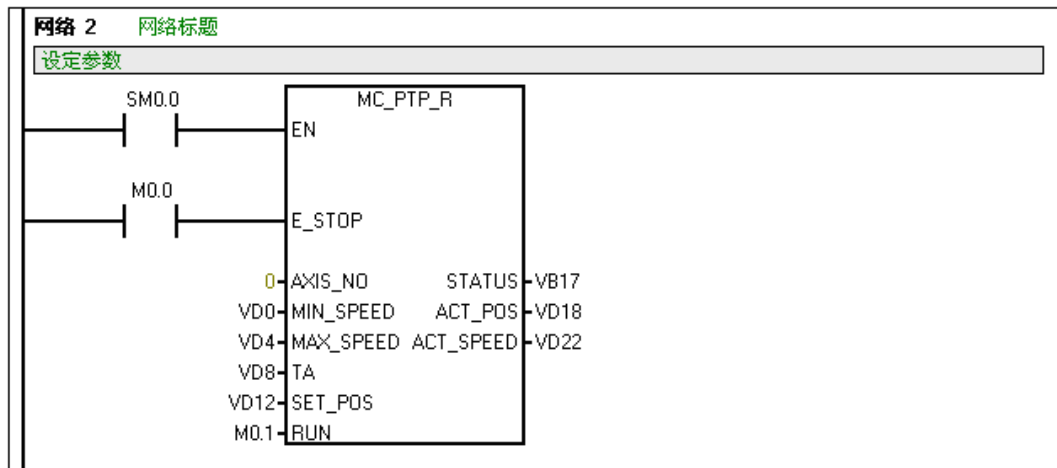 网络 2 网络标题
设定参数
SM0.0
MC_PTP_R
EN
M0.0
E_STOP
0 AXIS_NO STATUS VB17
VD0 MIN_SPEED ACT_POS VD18
VD4 MAX_SPEED ACT_SPEED VD22
VD8 TA
VD12 SET_POS
M0.1 RUN